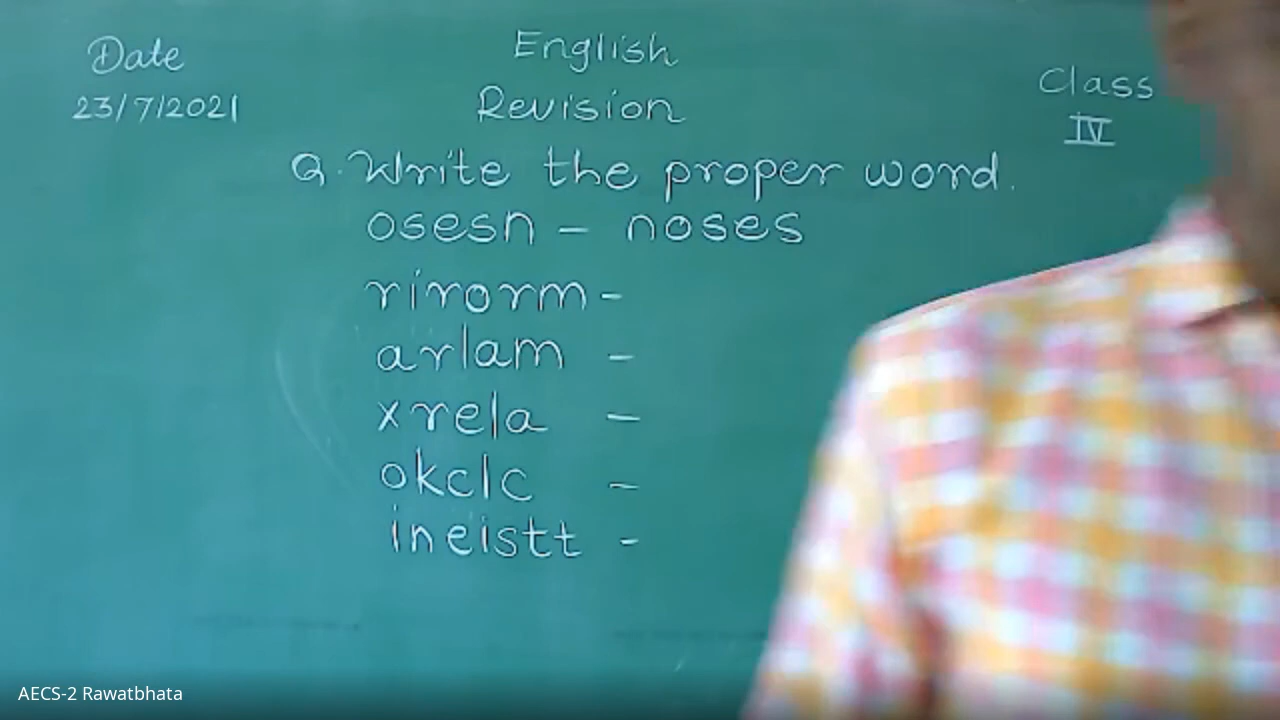 Date
23/7/2021
English
Revision
Class
IV
Q. Write the proper word.
osesn - noses
rirorm -
arlam -
xrela -
okclc -
ineistt -
AECS-2 Rawatbhata